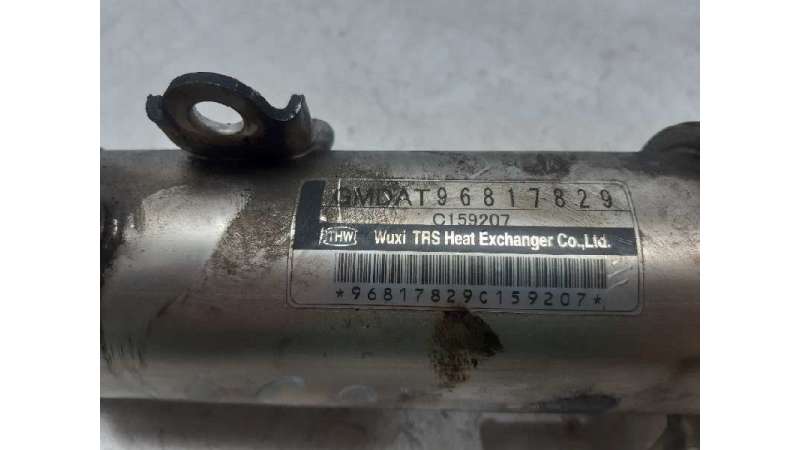 GMDAT 96817829
C159207
THW Wuxi TRS Heat Exchanger Co.,Ltd.
*96817829C159207*